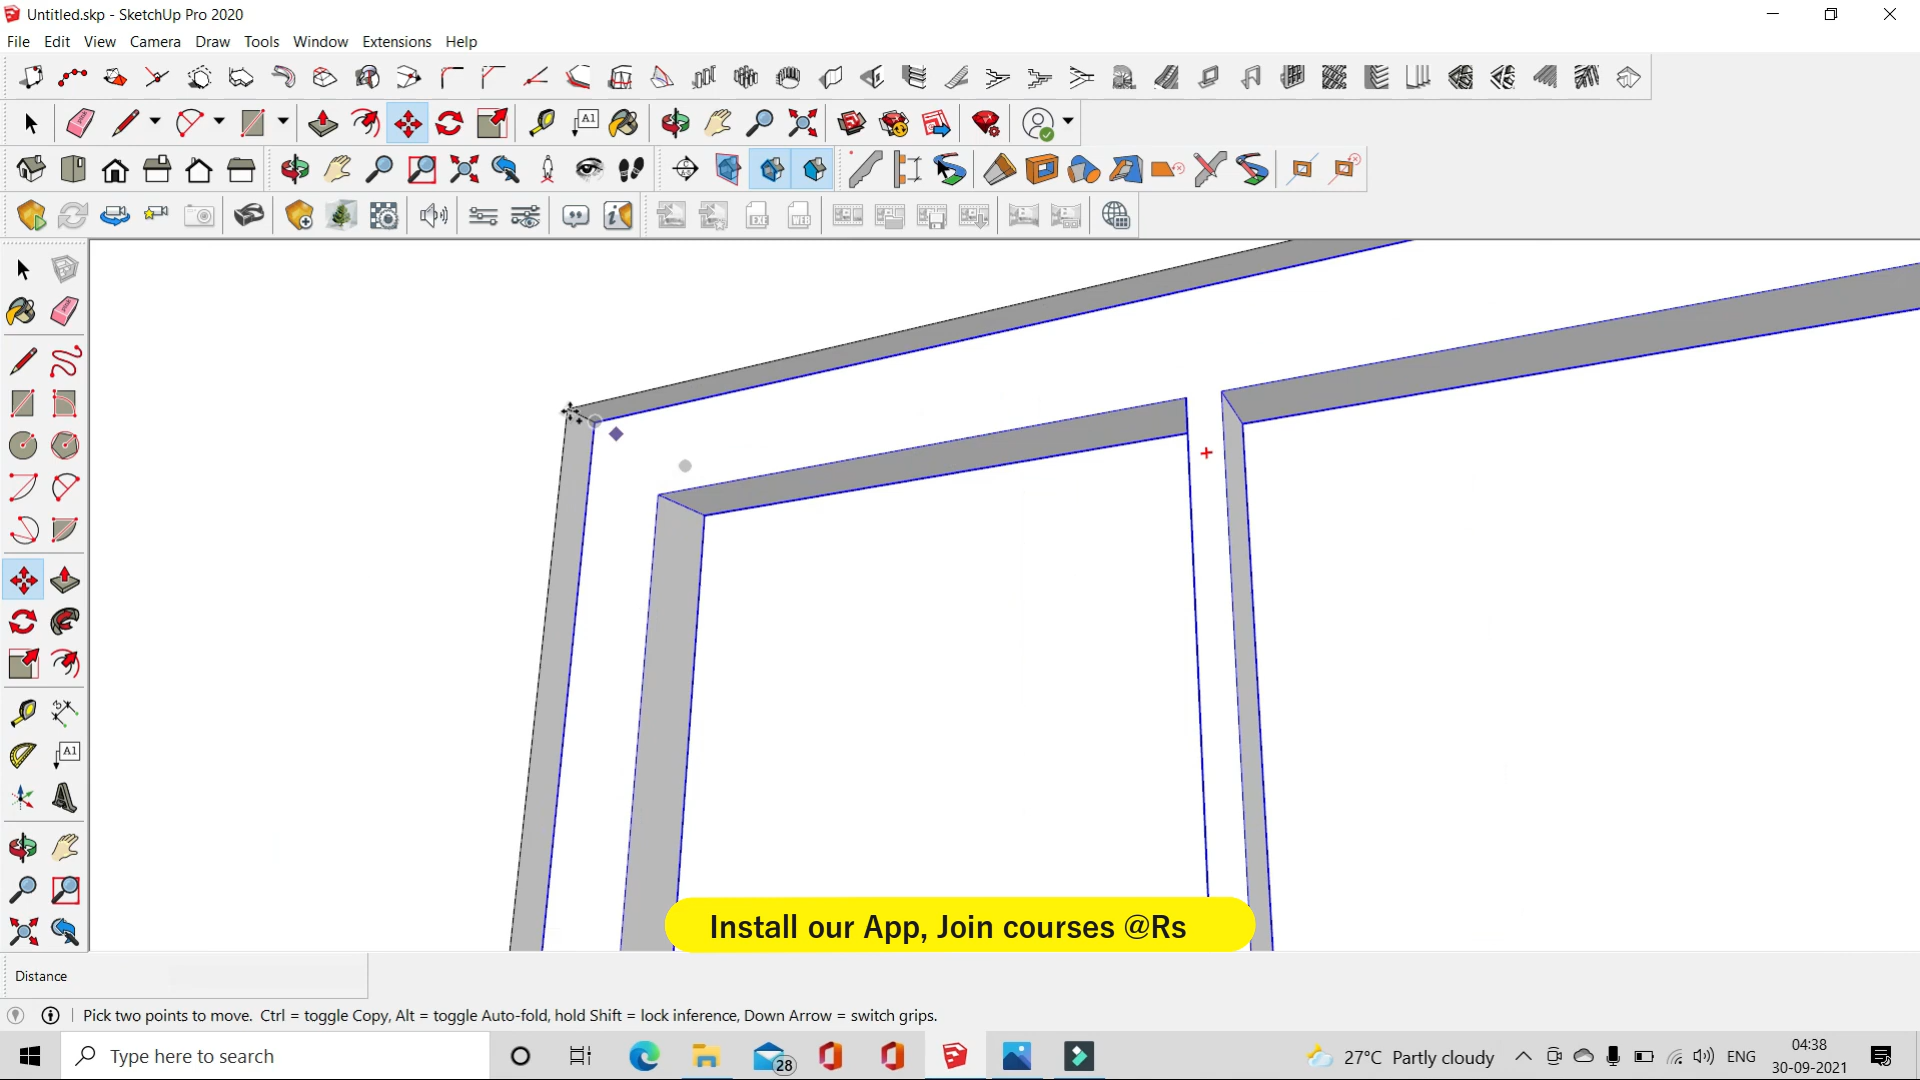 Untitled.skp - SketchUp Pro 2020
File Edit View Camera Draw Tools Window Extensions Help
A1
A1
Install our App, Join courses @Rs
Distance
Pick two points to move. Ctrl = toggle Copy, Alt = toggle Auto-fold, hold Shift = lock inference, Down Arrow = switch grips.
Type here to search
28
27°C Partly cloudy
ENG
04:38
30-09-2021